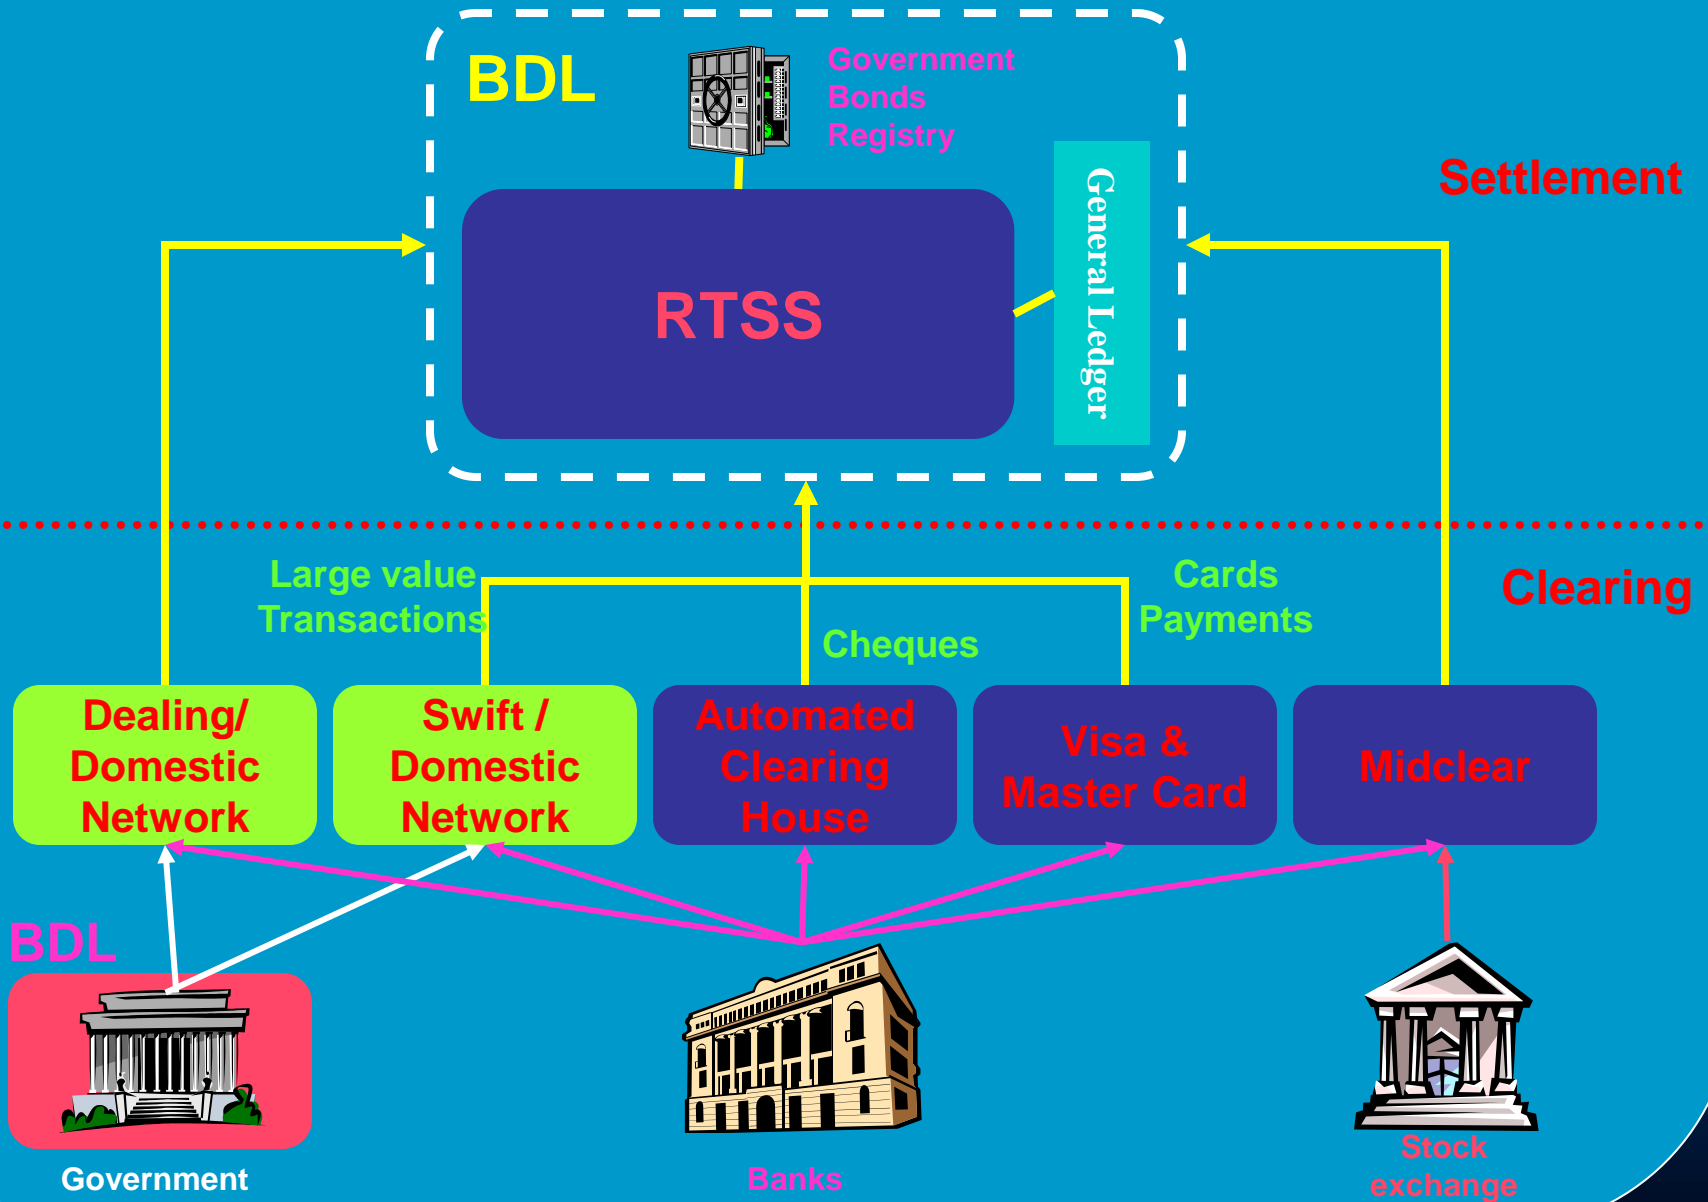 BDL
Government
Bonds
Registry
General Ledger
Settlement
RTSS
Large value
Transactions
Cards
Payments
Clearing
Cheques
Dealing/
Domestic
Network
Swift /
Domestic
Network
Automated
Clearing
House
Visa &
Master Card
Midclear
BDL
Government
Banks
Stock
exchange